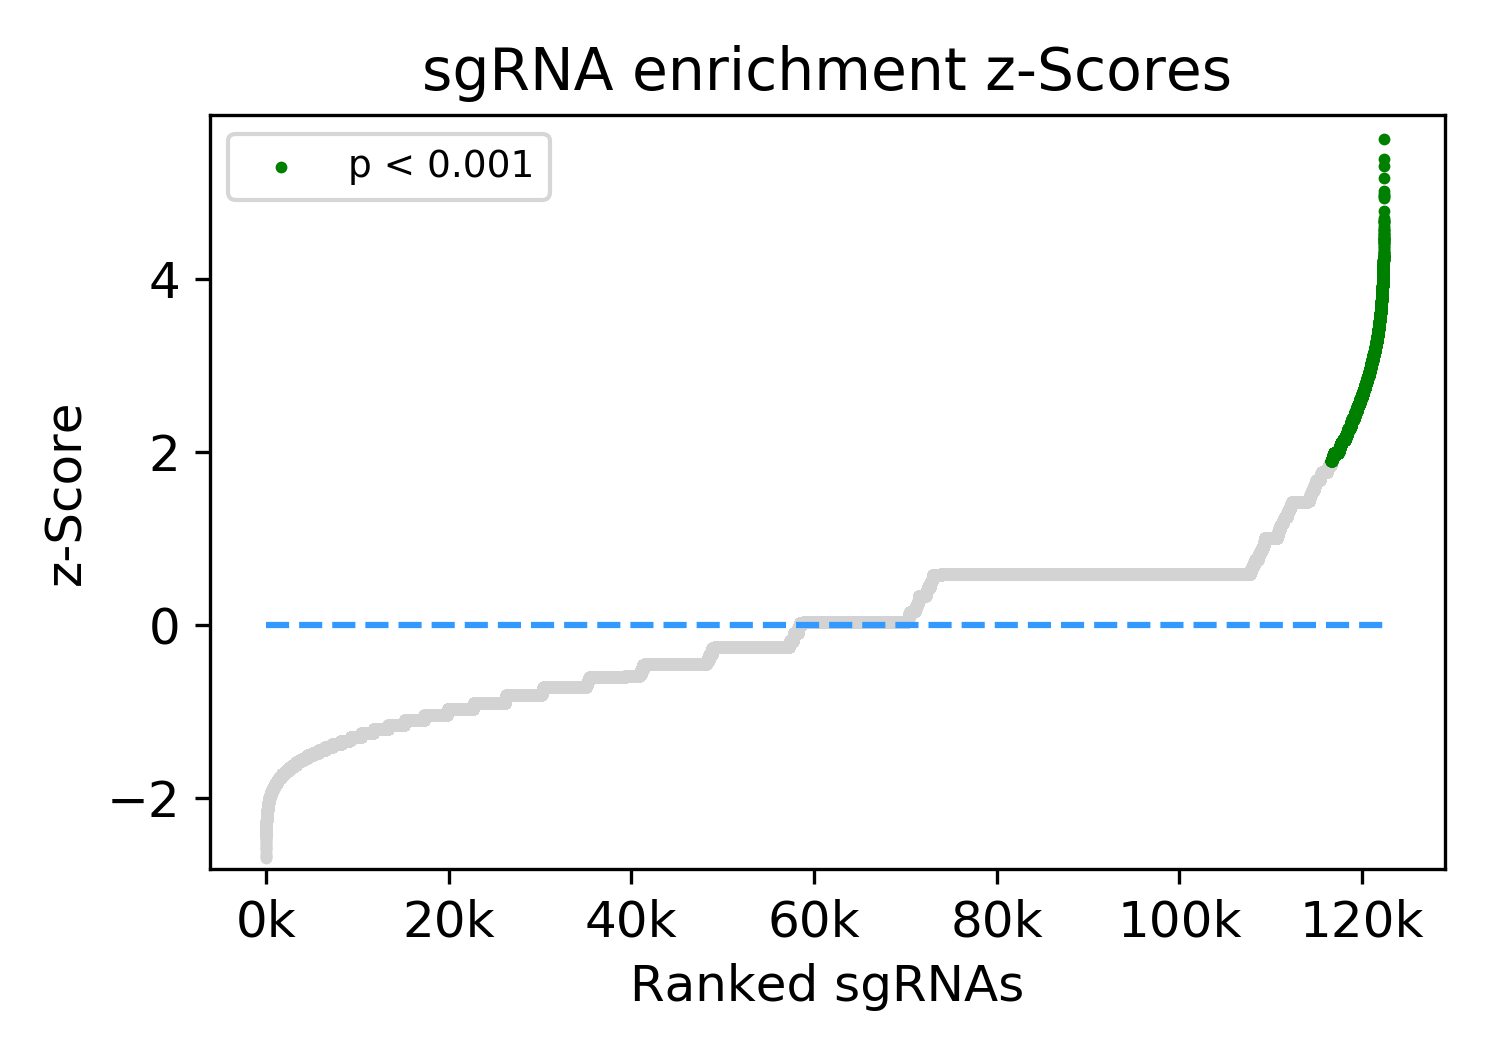 sgRNA enrichment z-Scores
p < 0.001
4
2
0
−2
z-Score
0k 20k 40k 60k 80k 100k 120k
Ranked sgRNAs